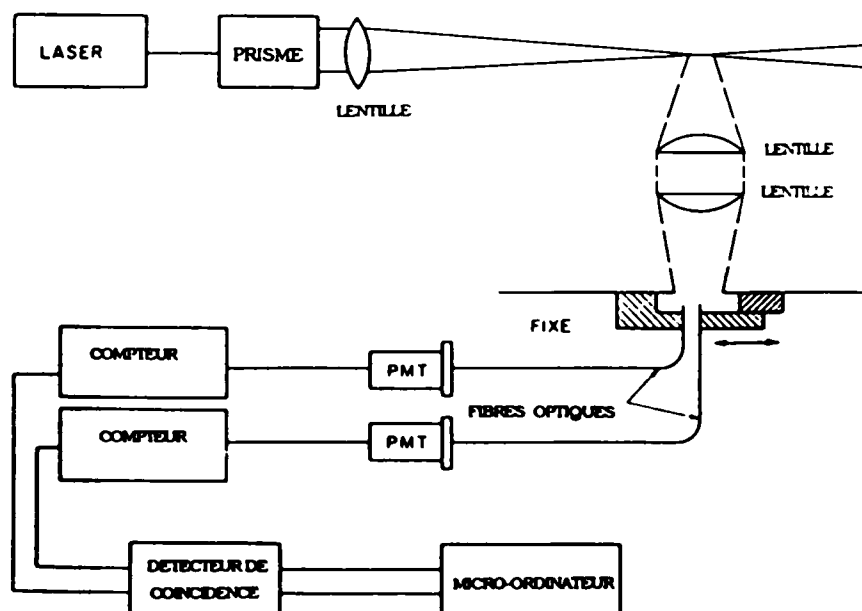 LASER
PRISME
LENTILLE
LENTILLE
LENTILLE
FIXE
COMPTEUR
PMT
FIBRES OPTIQUES
COMPTEUR
PMT
DETECTEUR DE
COINCIDENCE
MICRO-ORDINATEUR